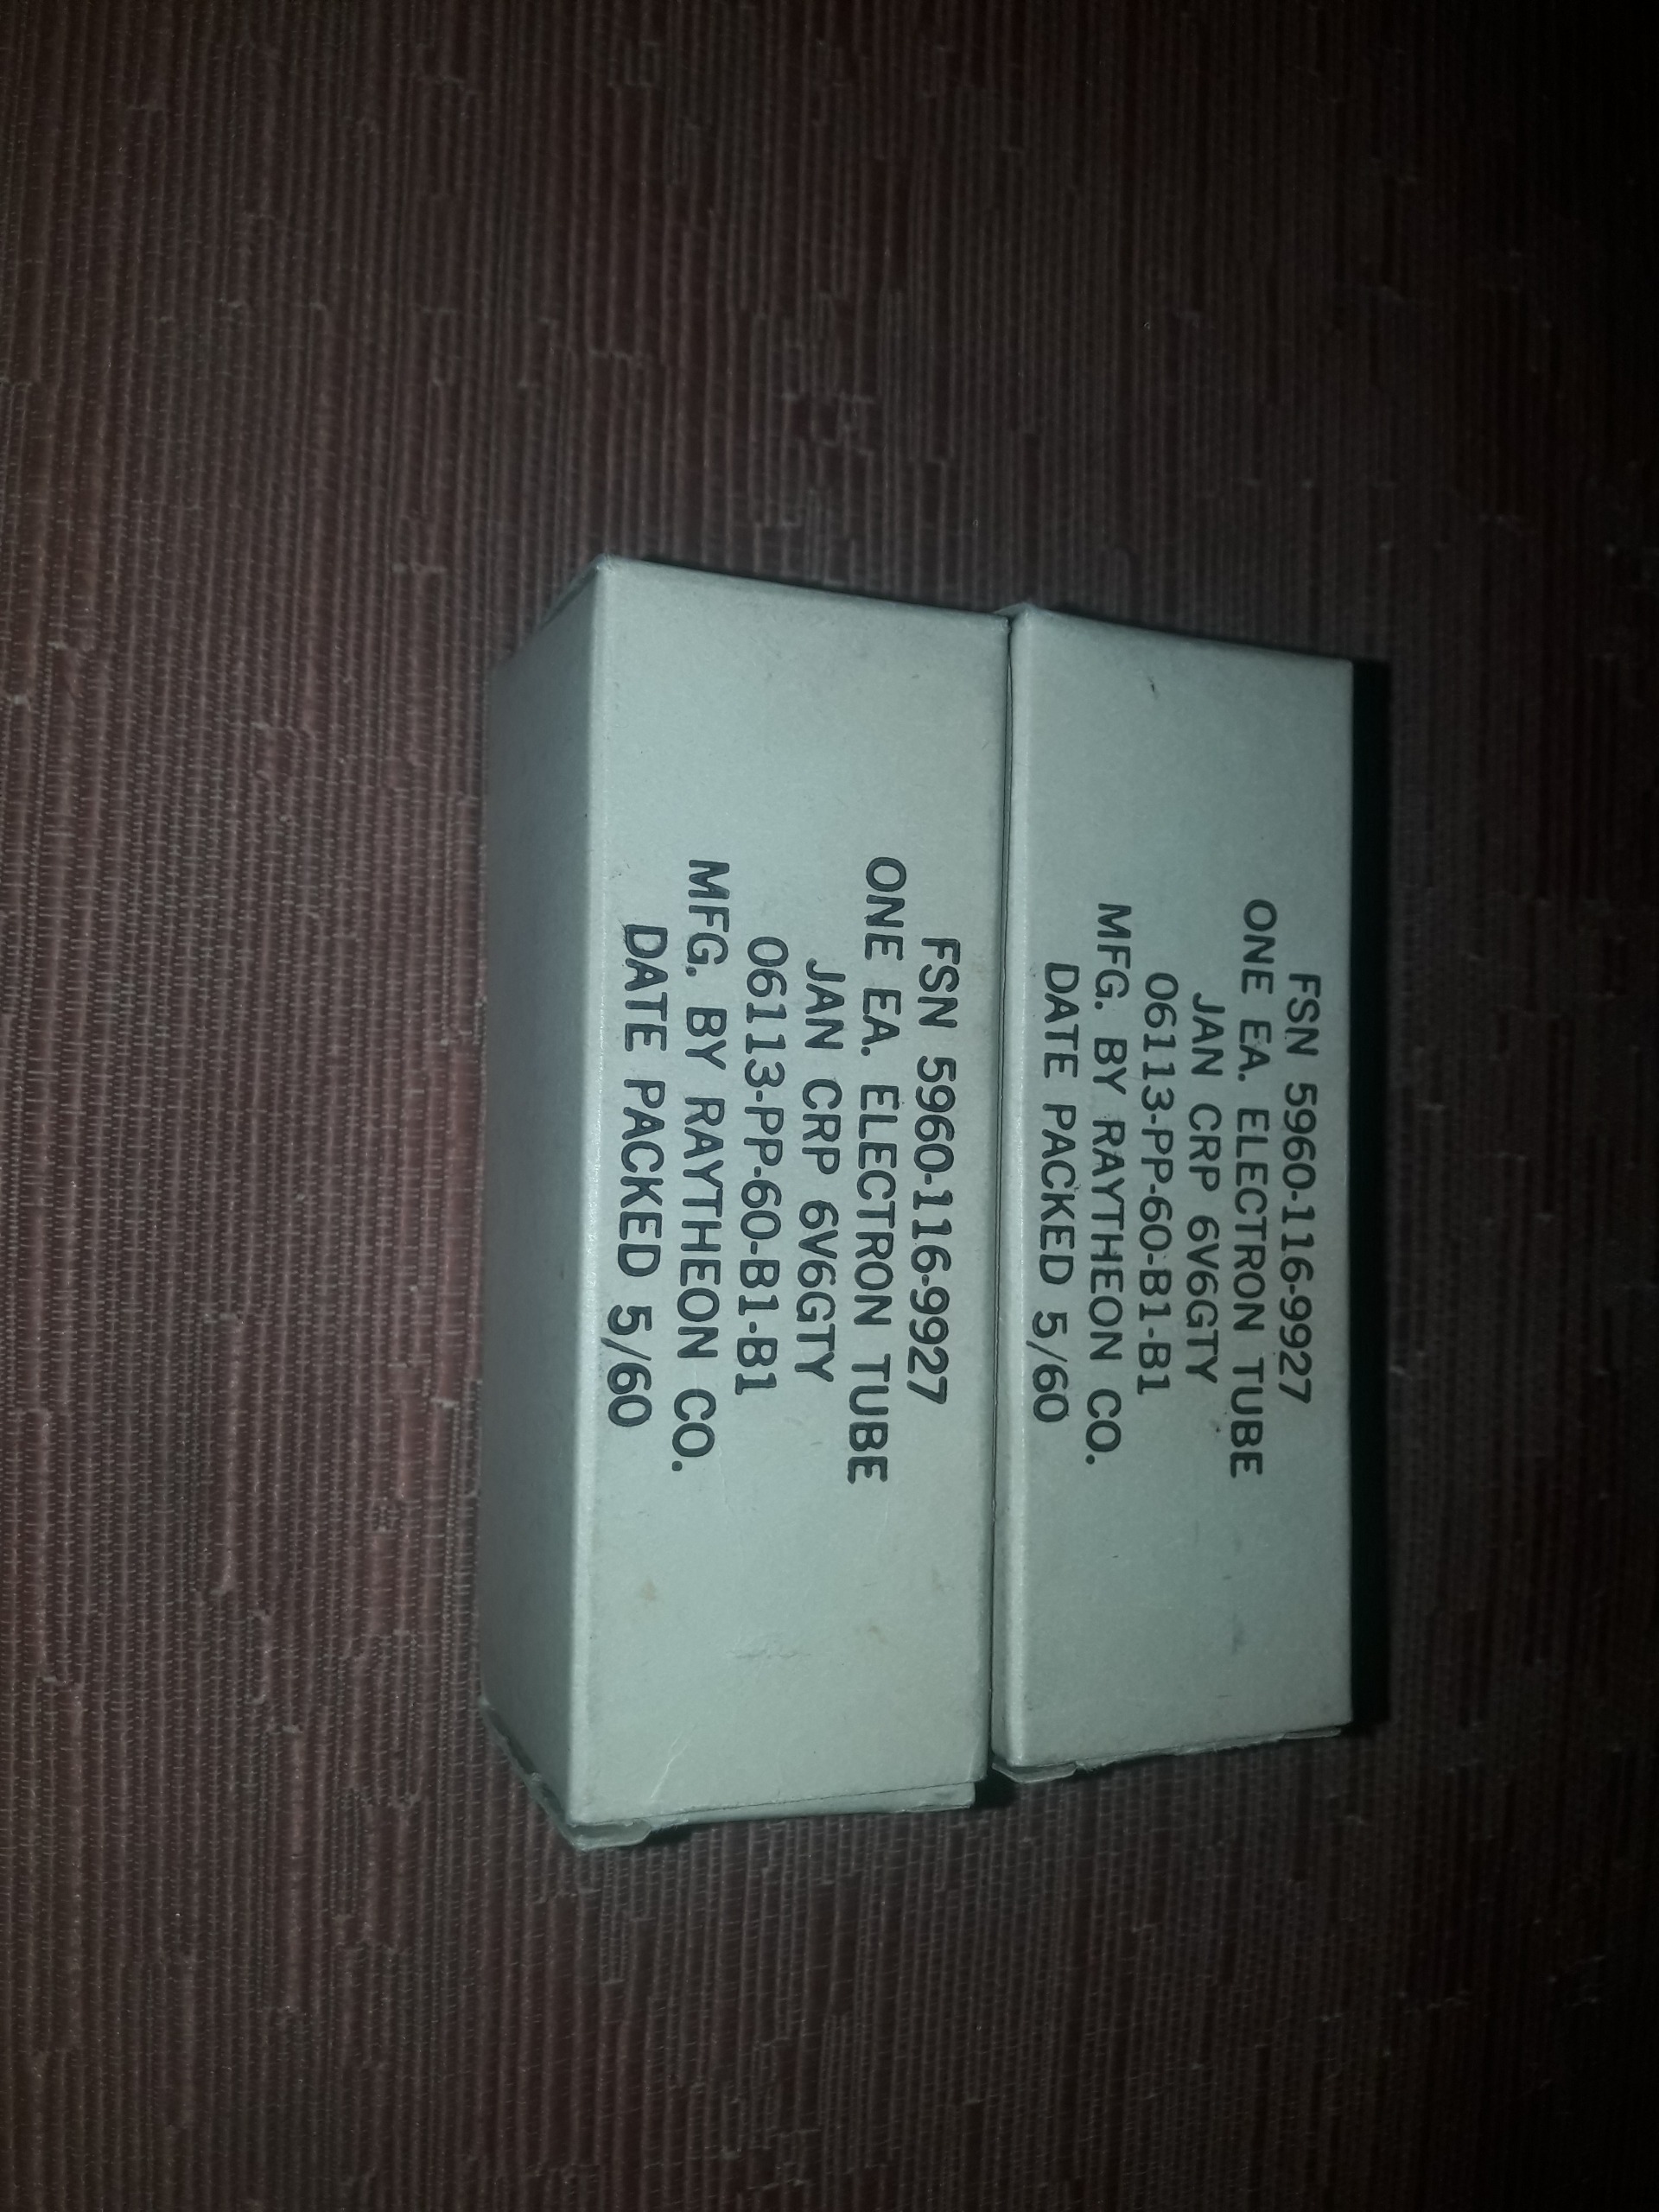 FSN 5960-116-9927
ONE EA. ELECTRON TUBE
JAN CRP 6V6GTY
06113-PP-60-B1-B1
MFG. BY RAYTHEON CO.
DATE PACKED 5/60
FSN 5960-116-9927
ONE EA. ELECTRON TUBE
JAN CRP 6V6GTY
06113-PP-60-B1-B1
MFG. BY RAYTHEON CO.
DATE PACKED 5/60